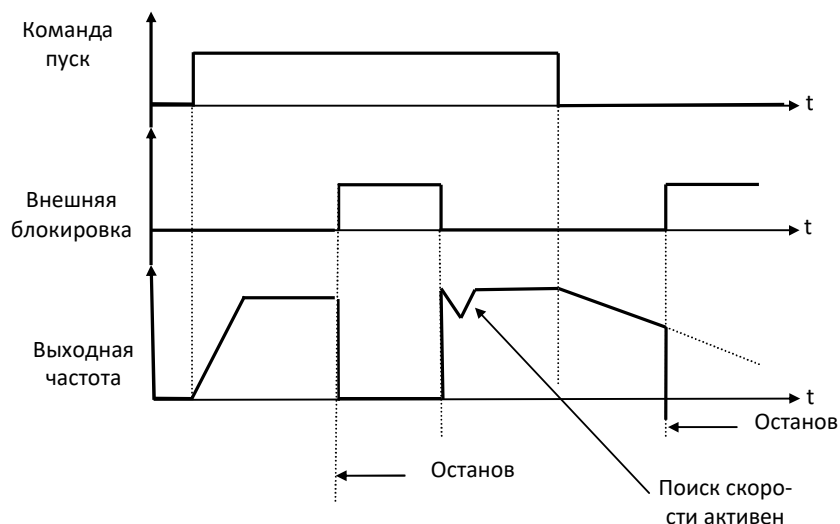 Команда
пуск
t
Внешняя
блокировка
t
Выходная
частота
t
Останов
Останов
Поиск скоро-
сти активен